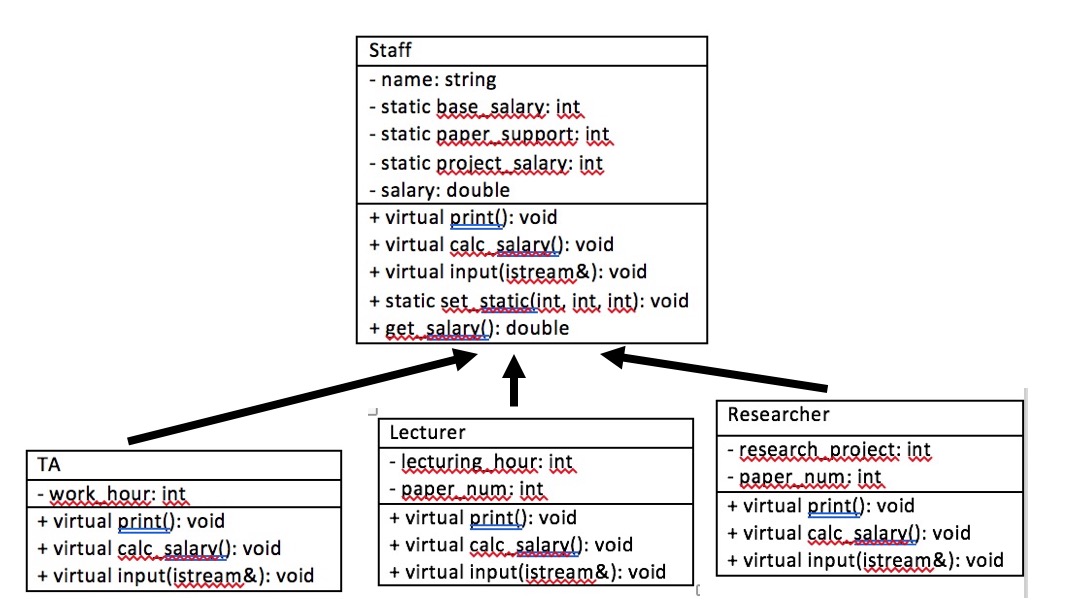 Staff
- name: string
- static base_salary: int
- static paper_support: int
- static project_salary: int
- salary: double
+ virtual print(): void
+ virtual calc_salary(): void
+ virtual input(istream&): void
+ static set_static(int, int, int): void
+ get_salary(): double
TA
- work_hour: int
+ virtual print(): void
+ virtual calc_salary(): void
+ virtual input(istream&): void
Lecturer
- lecturing_hour: int
- paper_num: int
+ virtual print(): void
+ virtual calc_salary(): void
+ virtual input(istream&): void
Researcher
- research_project: int
- paper_num: int
+ virtual print(): void
+ virtual calc_salary(): void
+ virtual input(istream&): void